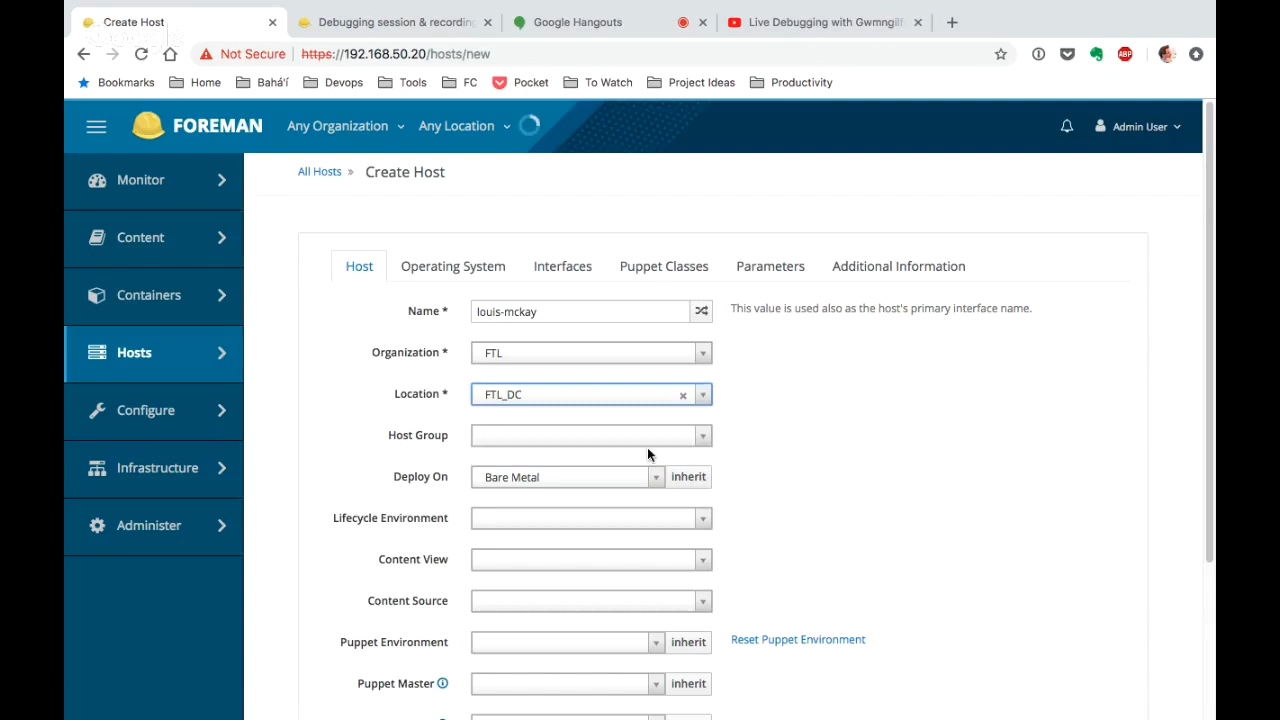 Create Host
Debugging session & recording
Google Hangouts
Live Debugging with Gwmngilf
Not Secure https://192.168.50.20/hosts/new
ABP
Bookmarks Home Bahá'í Devops Tools FC Pocket To Watch Project Ideas Productivity
FOREMAN Any Organization Any Location Admin User
Monitor
Content
Containers
Hosts
Configure
Infrastructure
Administer
All Hosts » Create Host
Host Operating System Interfaces Puppet Classes Parameters Additional Information
Name * louis-mckay This value is used also as the host's primary interface name.
Organization * FTL
Location * FTL_DC
Host Group
Deploy On Bare Metal inherit
Lifecycle Environment
Content View
Content Source
Puppet Environment inherit Reset Puppet Environment
Puppet Master inherit